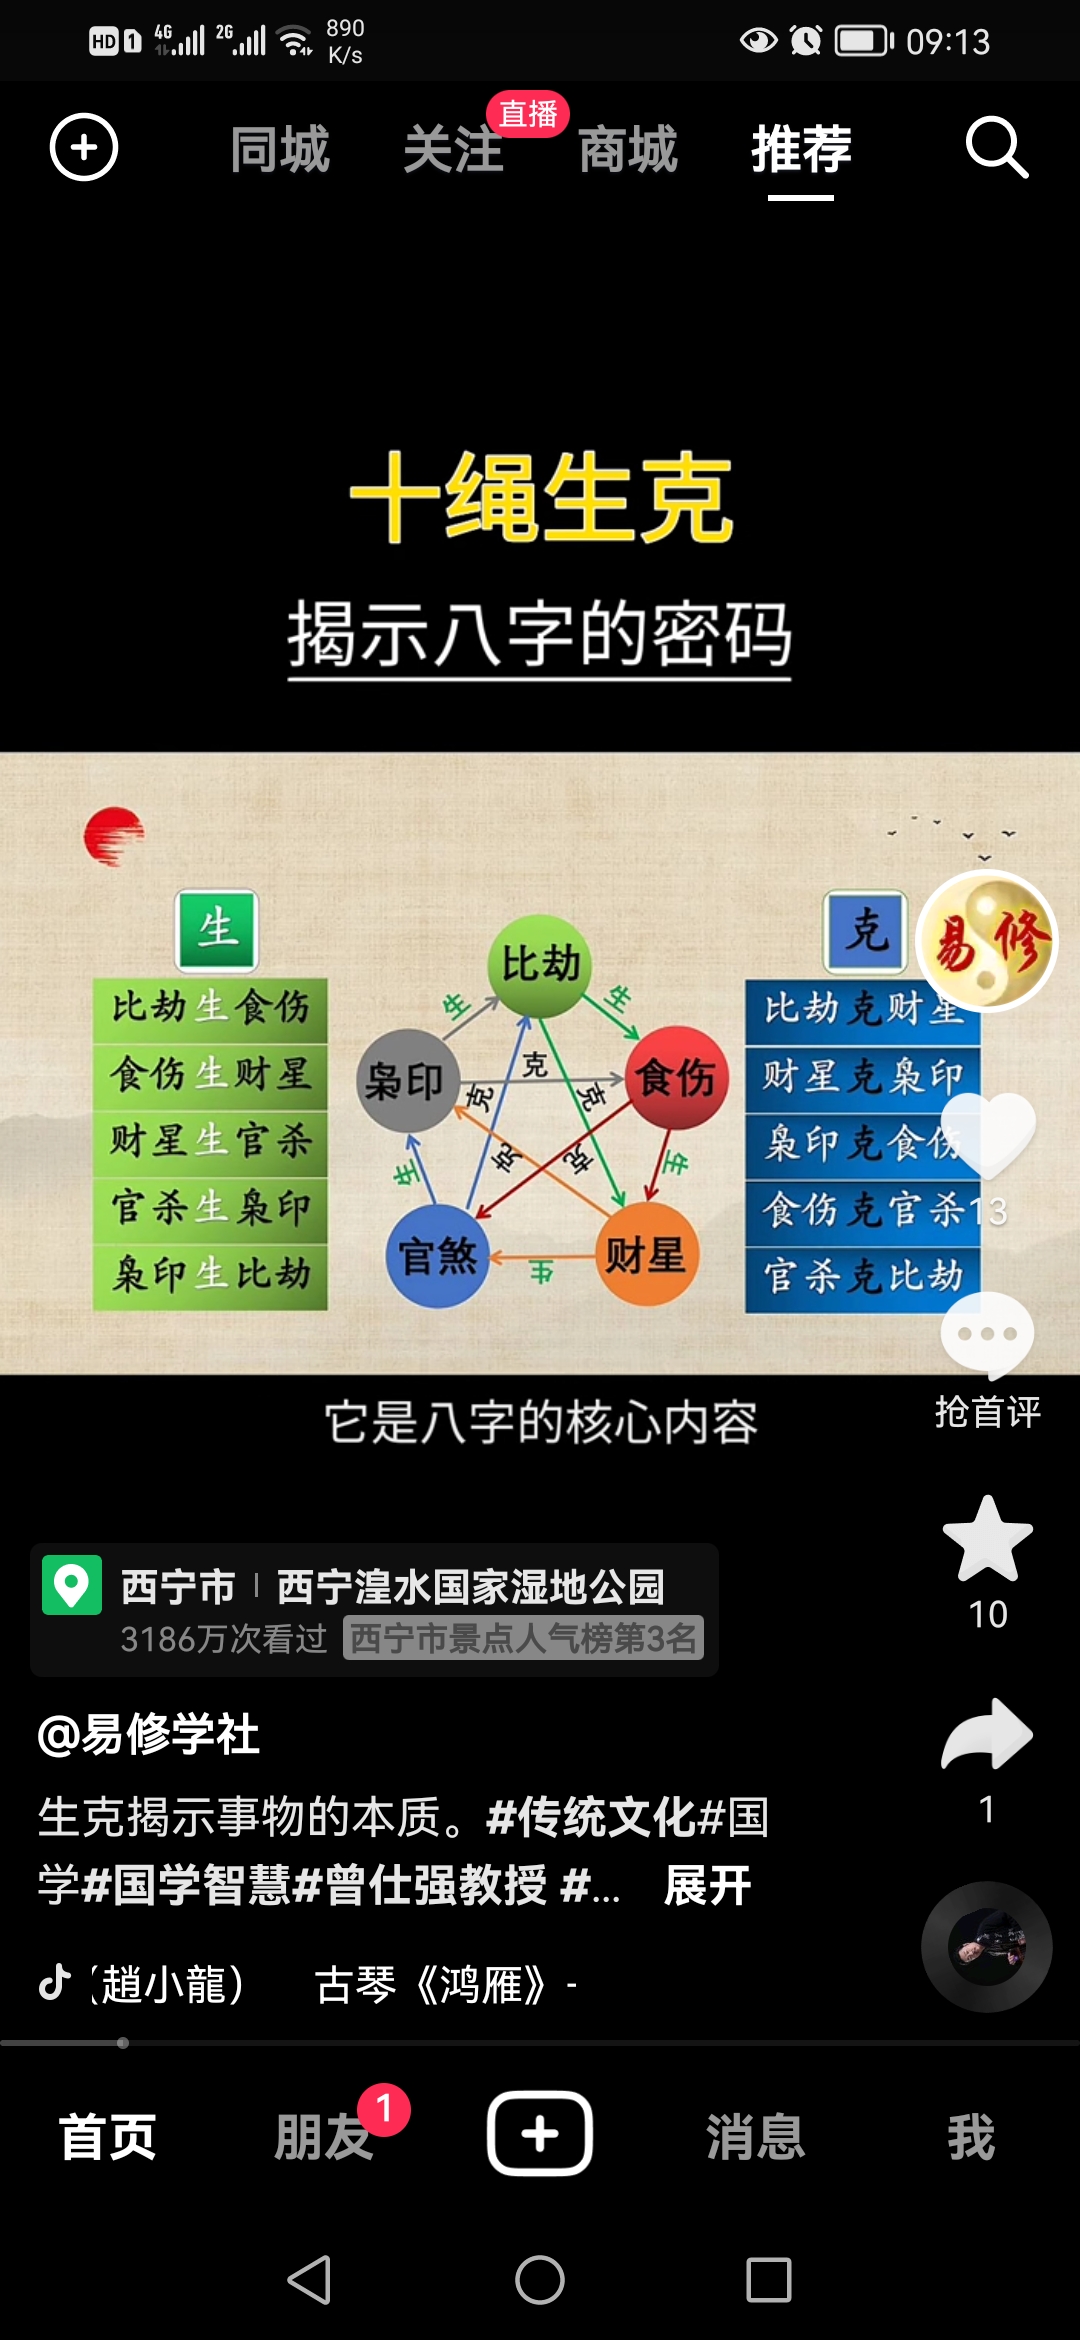 HD 1 4G 2G 890 K/s 09:13
同城 关注 直播 商城 推荐
十绳生克
揭示八字的密码
生
比劫生食伤
食伤生财星
财星生官杀
官杀生枭印
枭印生比劫
比劫
枭印
食伤
官煞
财星
生
生
生
生
生
克
克
克
克
克
克
比劫克财星
财星克枭印
枭印克食伤
食伤克官杀
官杀克比劫
易修
13
抢首评
它是八字的核心内容
10
西宁市 | 西宁湟水国家湿地公园
3186万次看过 西宁市景点人气榜第3名
1
@易修学社
生克揭示事物的本质。#传统文化#国
学#国学智慧#曾仕强教授 #... 展开
（趙小龍） 古琴《鸿雁》-
首页 朋友 1 消息 我